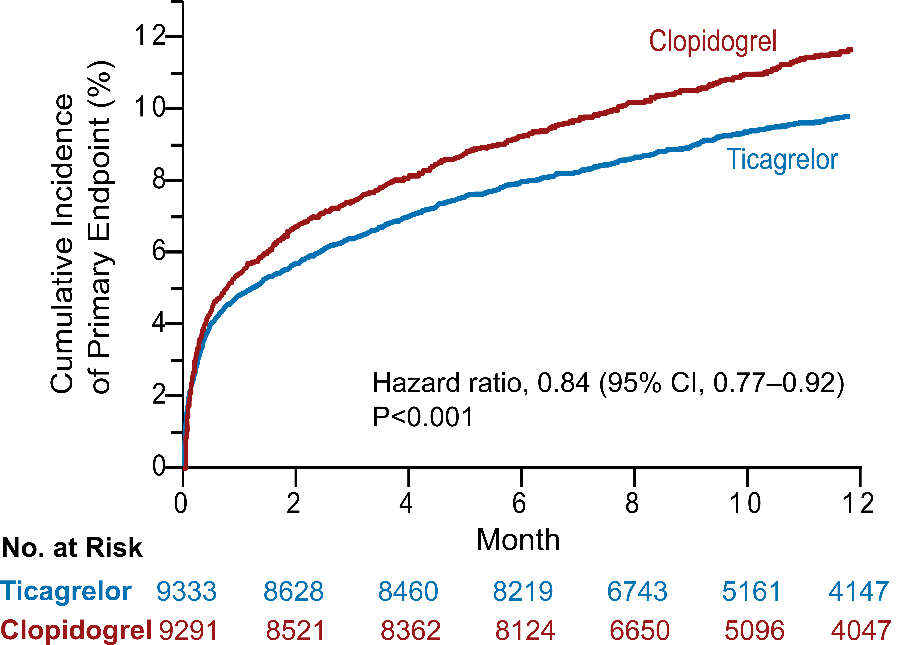 12
10
8
6
4
2
0
Cumulative Incidence
of Primary Endpoint (%)
Clopidogrel
Ticagrelor
Hazard ratio, 0.84 (95% CI, 0.77–0.92)
P<0.001
0 2 4 6 8 10 12
Month
No. at Risk
Ticagrelor 9333 8628 8460 8219 6743 5161 4147
Clopidogrel 9291 8521 8362 8124 6650 5096 4047